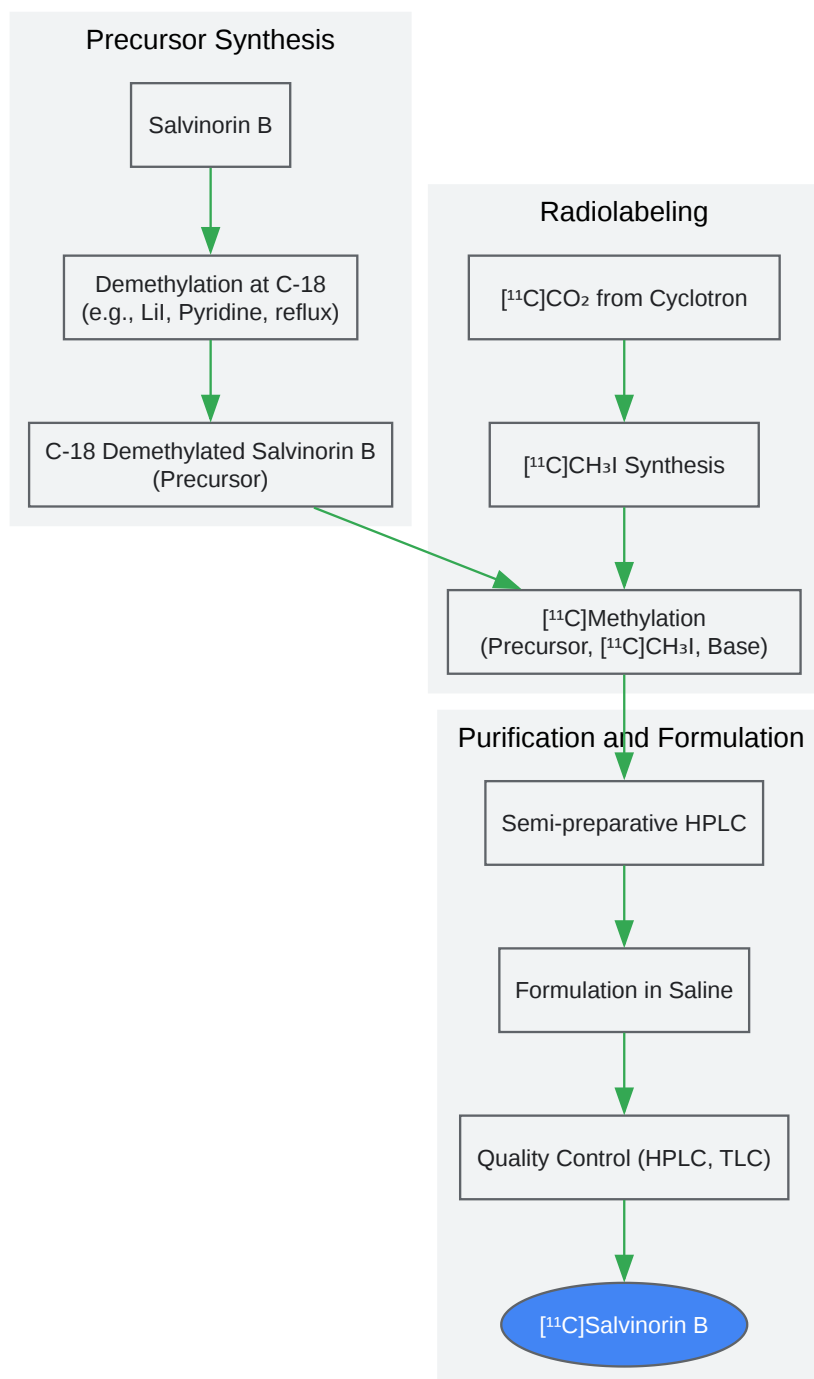 Precursor Synthesis
Salvinorin B
Demethylation at C-18
(e.g., LiI, Pyridine, reflux)
C-18 Demethylated Salvinorin B
(Precursor)
Radiolabeling
[¹¹C]CO₂ from Cyclotron
[¹¹C]CH₃I Synthesis
[¹¹C]Methylation
(Precursor, [¹¹C]CH₃I, Base)
Purification and Formulation
Semi-preparative HPLC
Formulation in Saline
Quality Control (HPLC, TLC)
[¹¹C]Salvinorin B